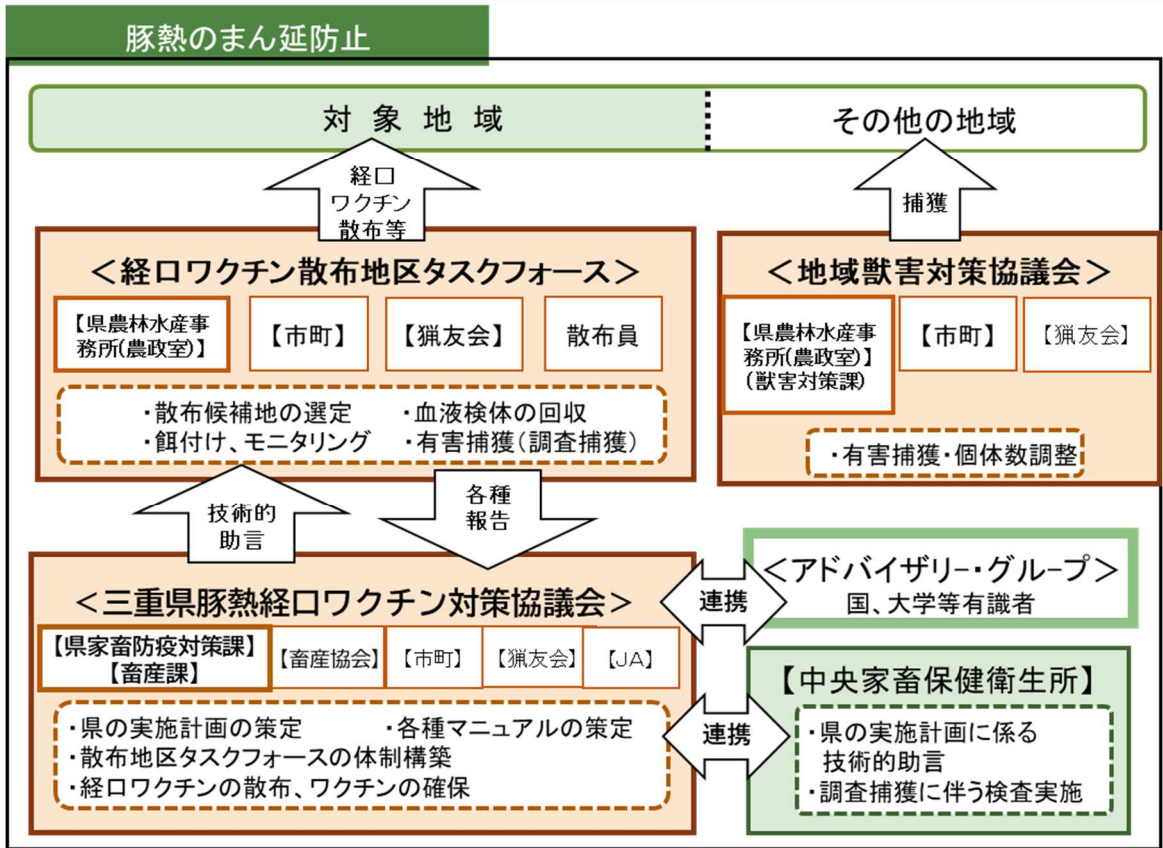 豚熱のまん延防止
対 象 地 域
その他の地域
経口
ワクチン
散布等
捕獲
＜経口ワクチン散布地区タスクフォース＞
【県農林水産事
務所(農政室)】
【市町】
【猟友会】
散布員
・散布候補地の選定　・血液検体の回収
・餌付け、モニタリング　・有害捕獲(調査捕獲)
＜地域獣害対策協議会＞
【県農林水産事
務所(農政室)】
(獣害対策課)
【市町】
【猟友会】
・有害捕獲・個体数調整
技術的
助言
各種
報告
＜三重県豚熱経口ワクチン対策協議会＞
【県家畜防疫対策課】
【畜産課】
【畜産協会】
【市町】
【猟友会】
【JA】
・県の実施計画の策定　・各種マニュアルの策定
・散布地区タスクフォースの体制構築
・経口ワクチンの散布、ワクチンの確保
連携
＜アドバイザリー・グループ＞
国、大学等有識者
連携
【中央家畜保健衛生所】
・県の実施計画に係る
技術的助言
・調査捕獲に伴う検査実施